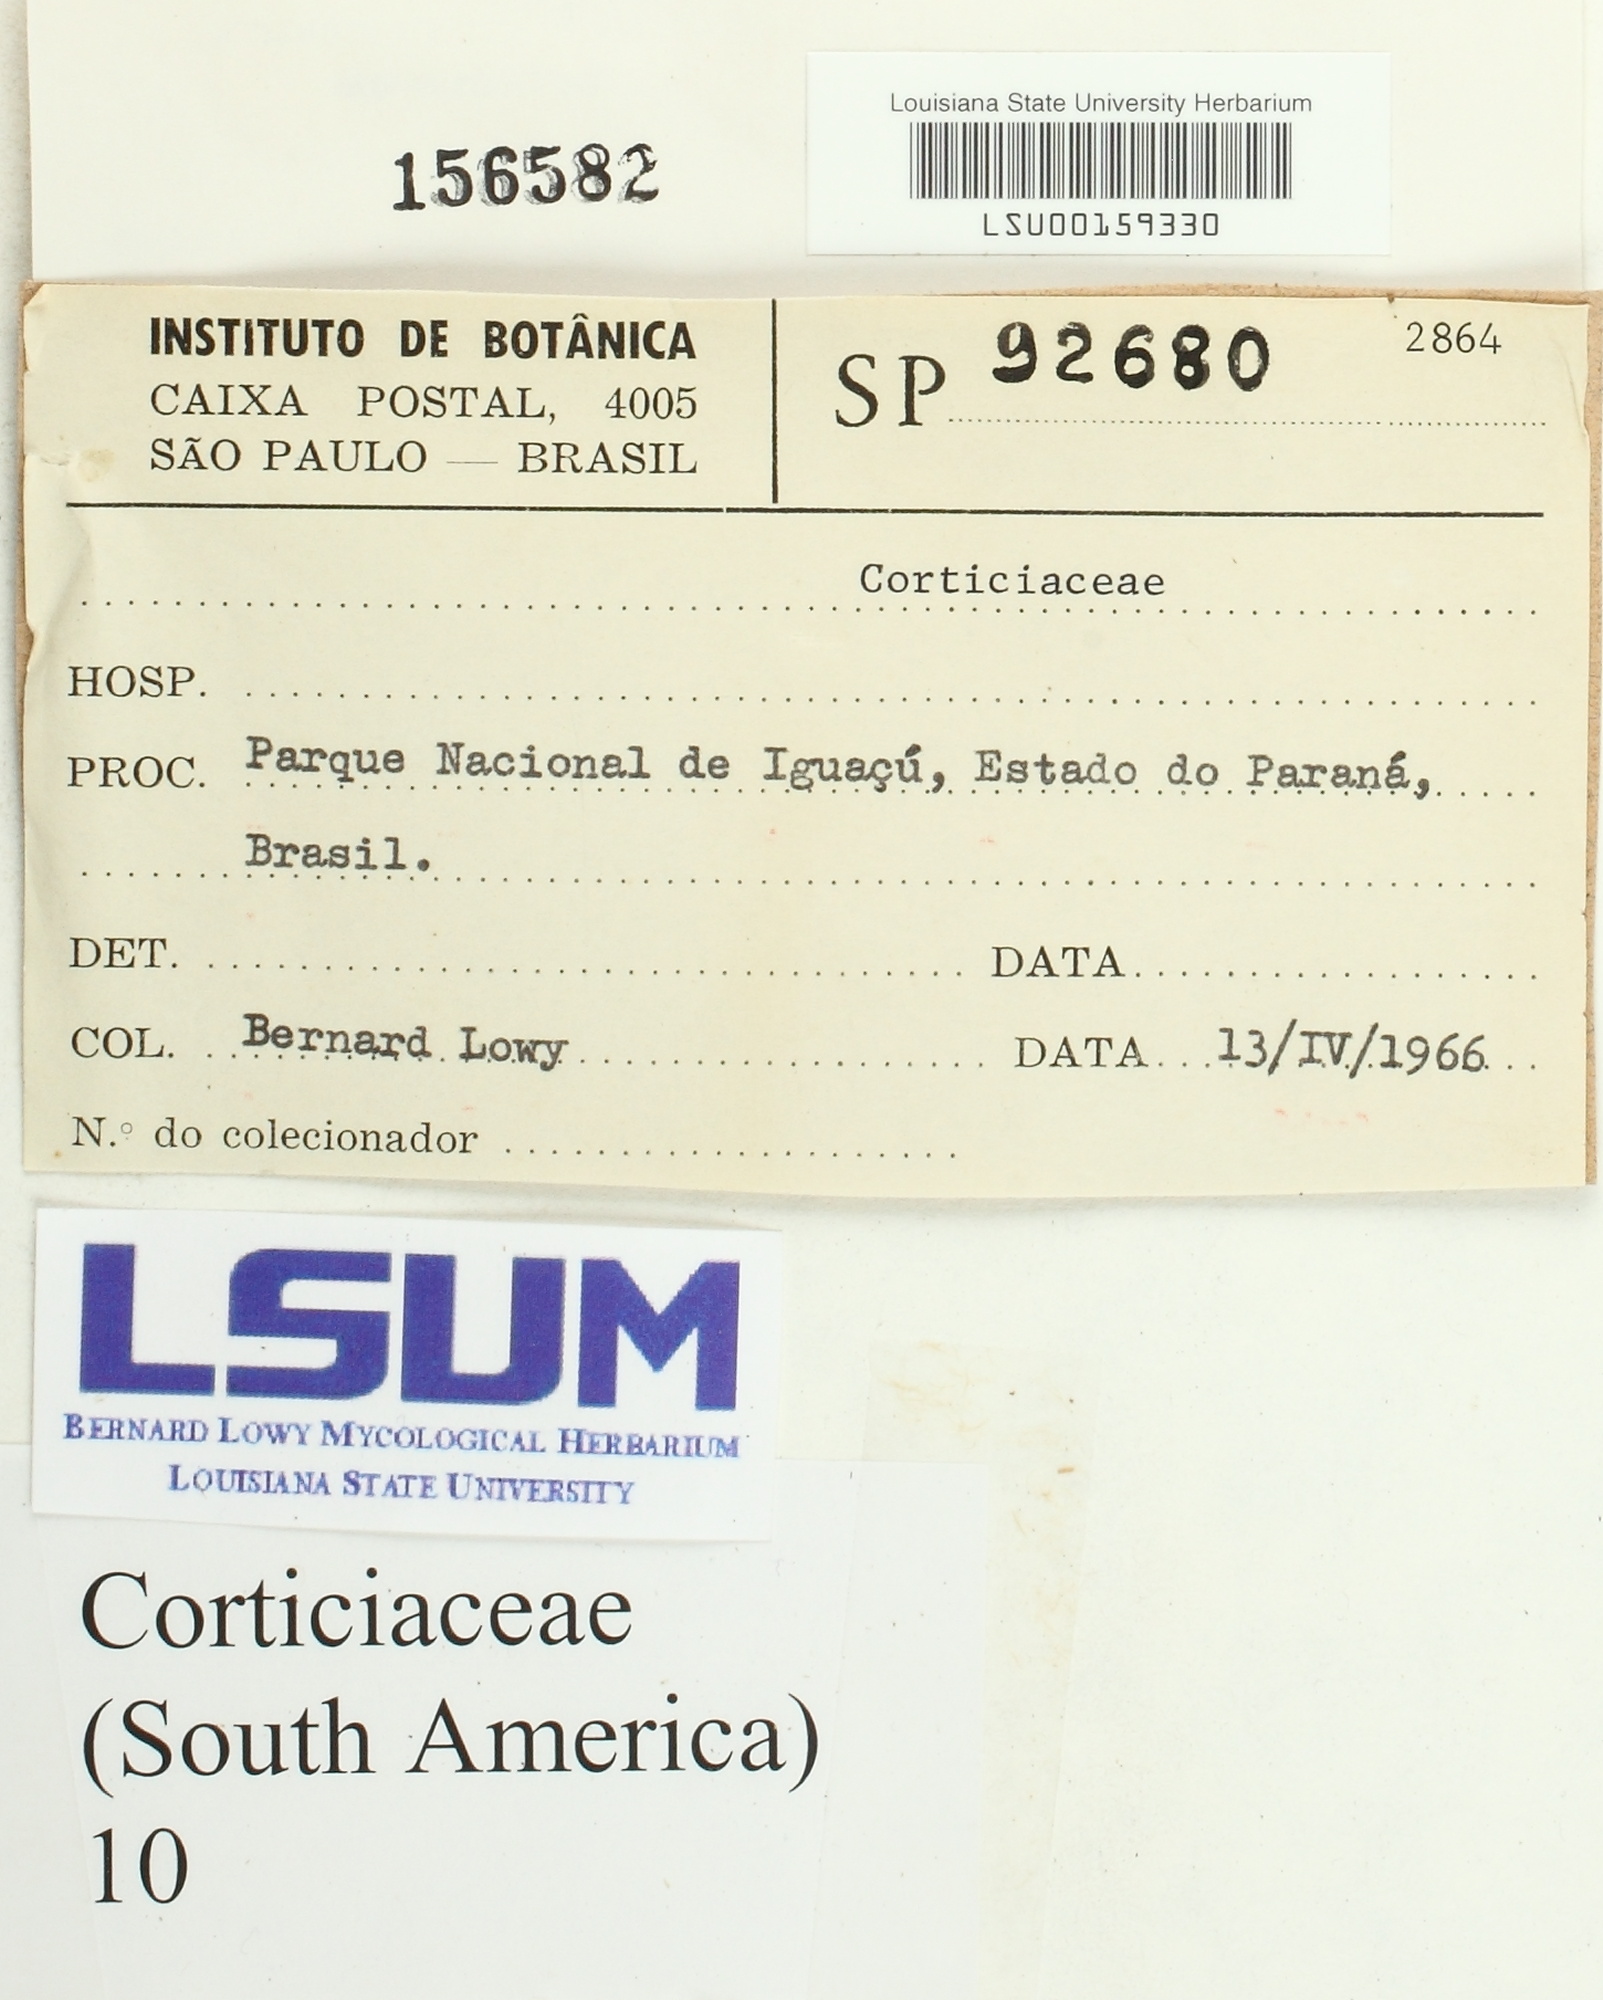 Louisiana State University Herbarium
156582
LSU00159330
INSTITUTO DE BOTÂNICA
CAIXA POSTAL, 4005
SÃO PAULO — BRASIL
SP 92680 2864
Corticiaceae
HOSP.
PROC. Parque Nacional de Iguaçú, Estado do Paraná,
Brasil.
DET. DATA
COL. Bernard Lowy DATA 13/IV/1966
N.º do colecionador
LSUM
BERNARD LOWY MYCOLOGICAL HERBARIUM
LOUISIANA STATE UNIVERSITY
Corticiaceae
(South America)
10